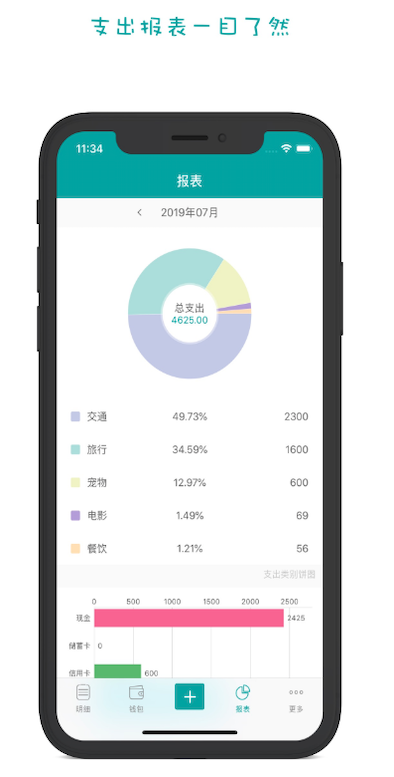 支出报表一目了然
11:34
报表
< 2019年07月
总支出
4625.00
交通 49.73% 2300
旅行 34.59% 1600
宠物 12.97% 600
电影 1.49% 69
餐饮 1.21% 56
支出类别饼图
0 500 1000 1500 2000 2500
现金 2425
储蓄卡 0
信用卡 600
明细 钱包 报表 更多